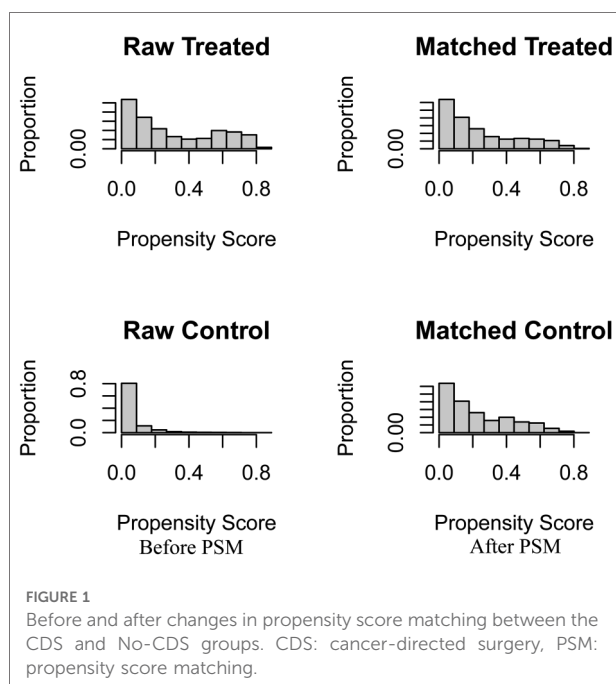 Raw Treated
Proportion
0.00
0.0 0.4 0.8
Propensity Score
Matched Treated
Proportion
0.00
0.0 0.4 0.8
Propensity Score
Raw Control
Proportion
0.0 0.8
0.0 0.4 0.8
Propensity Score
Before PSM
Matched Control
Proportion
0.00
0.0 0.4 0.8
Propensity Score
After PSM
FIGURE 1
Before and after changes in propensity score matching between the
CDS and No-CDS groups. CDS: cancer-directed surgery, PSM:
propensity score matching.